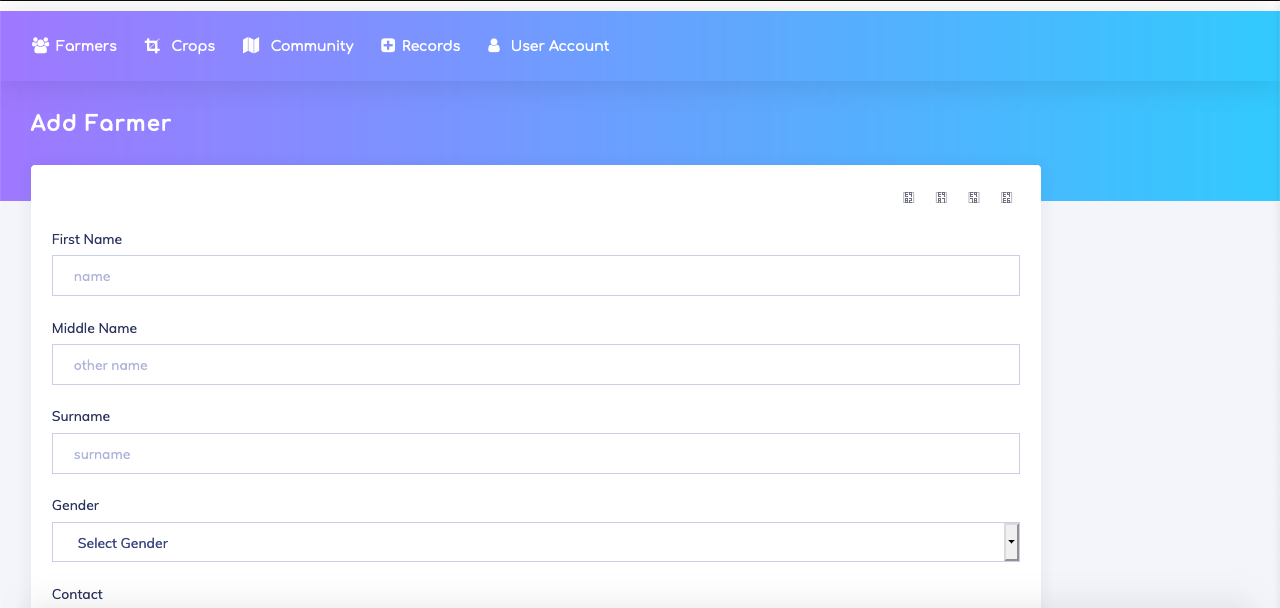 Farmers Crops Community Records User Account
Add Farmer
First Name
name
Middle Name
other name
Surname
surname
Gender
Select Gender
Contact